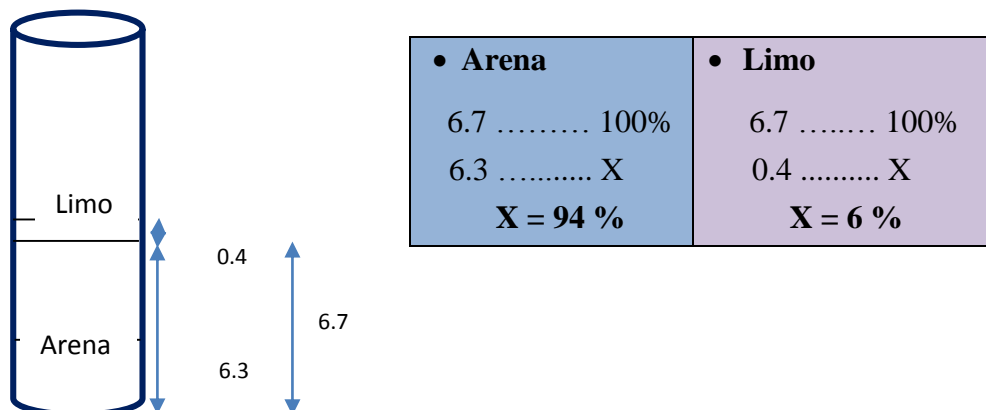 Limo
0.4
6.7
Arena
6.3
• Arena
6.7 ……… 100%
6.3 …........ X
X = 94 %
• Limo
6.7 …..… 100%
0.4 .......... X
X = 6 %